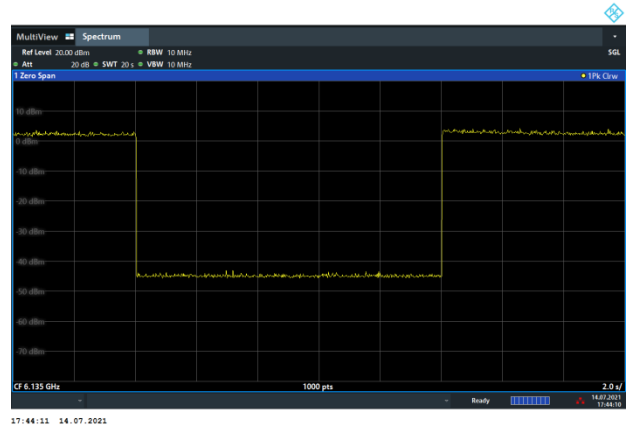 MultiView Spectrum
Ref Level 20.00 dBm RBW 10 MHz SGL
Att 20 dB SWT 20 s VBW 10 MHz
1 Zero Span 1Pk Clrw
10 dBm
0 dBm
-10 dBm
-20 dBm
-30 dBm
-40 dBm
-50 dBm
-60 dBm
-70 dBm
CF 6.135 GHz 1000 pts 2.0 s/
Ready 14.07.2021
17:44:10
17:44:11 14.07.2021